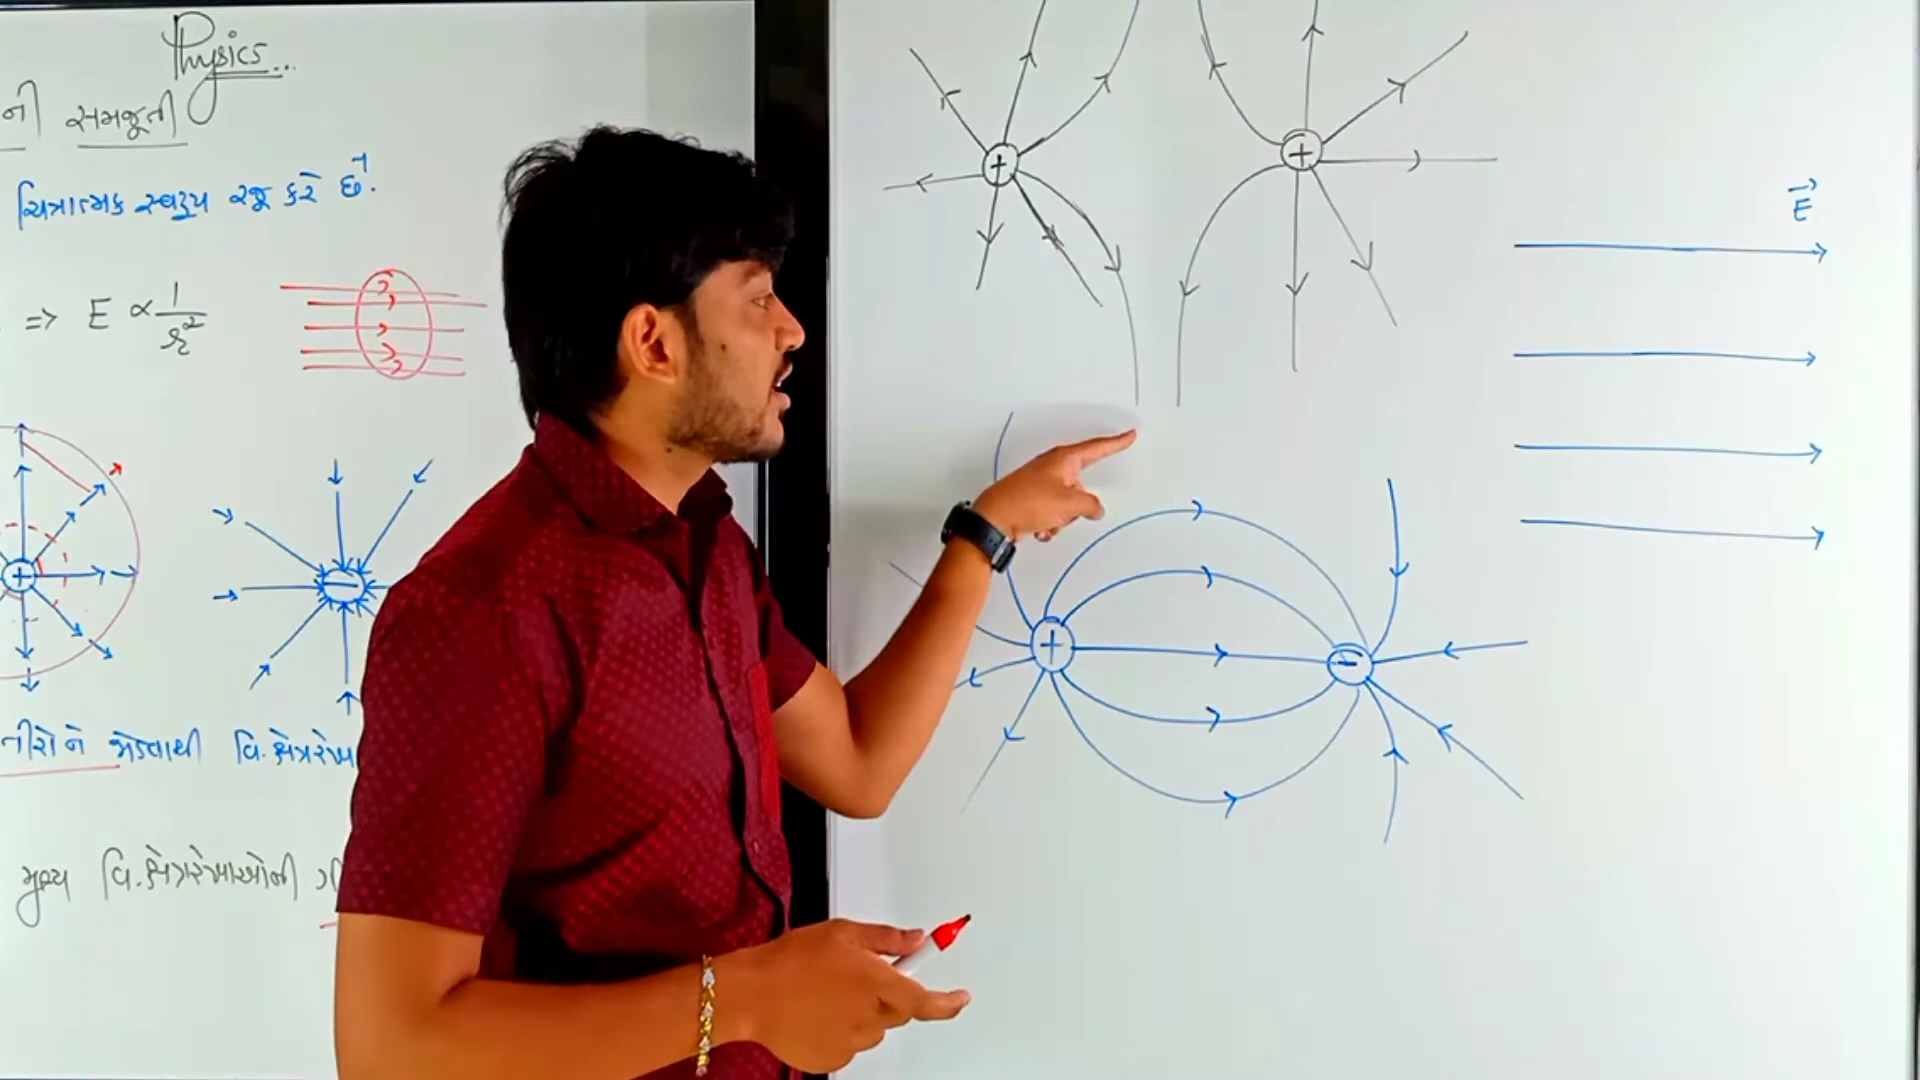 Physics...
ની સમજૂતી
ચિત્રાત્મક સ્વરૂપ રજૂ કરે છે.
=> E ∝ 1/r²
+
−
તીરોને જોડવાથી વિ.ક્ષેત્રરેખા
મુખ્ય વિ.ક્ષેત્રરેખાઓની
+ +
E⃗
+ −